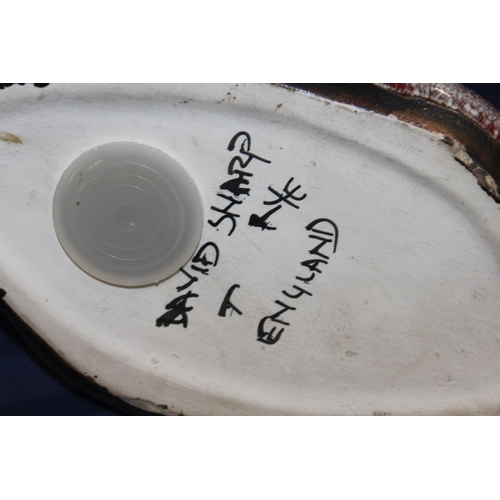 DAVID SHARP
T RYE
ENGLAND